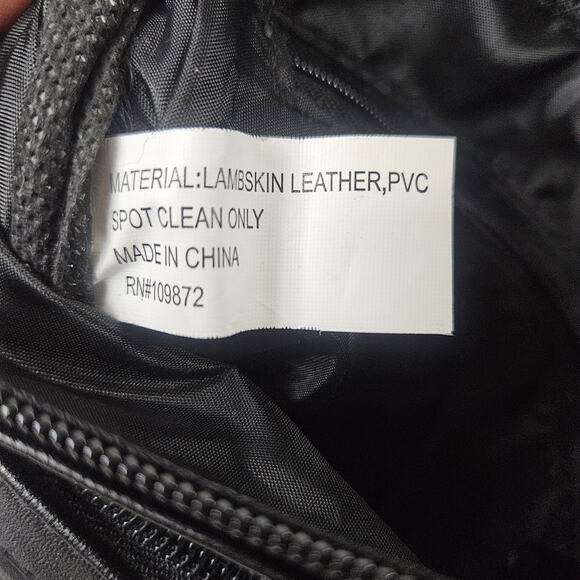 MATERIAL:LAMBSKIN LEATHER,PVC
SPOT CLEAN ONLY
MADE IN CHINA
RN#109872